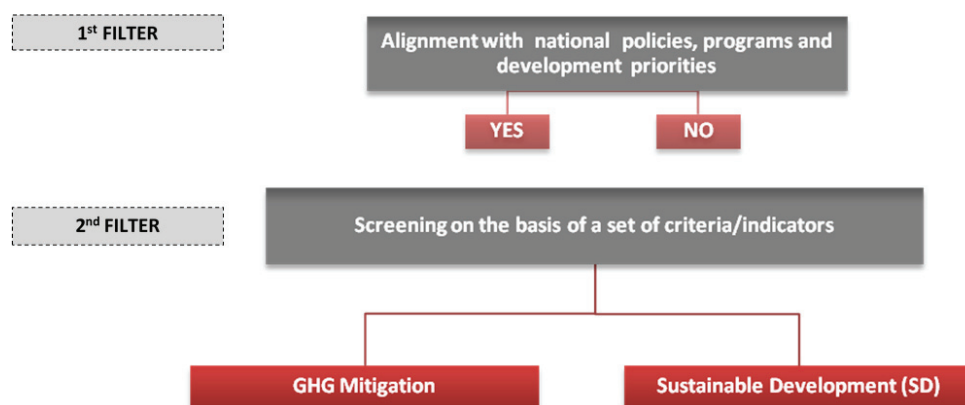 1st FILTER
Alignment with national policies, programs and
development priorities
YES
NO
2nd FILTER
Screening on the basis of a set of criteria/indicators
GHG Mitigation
Sustainable Development (SD)